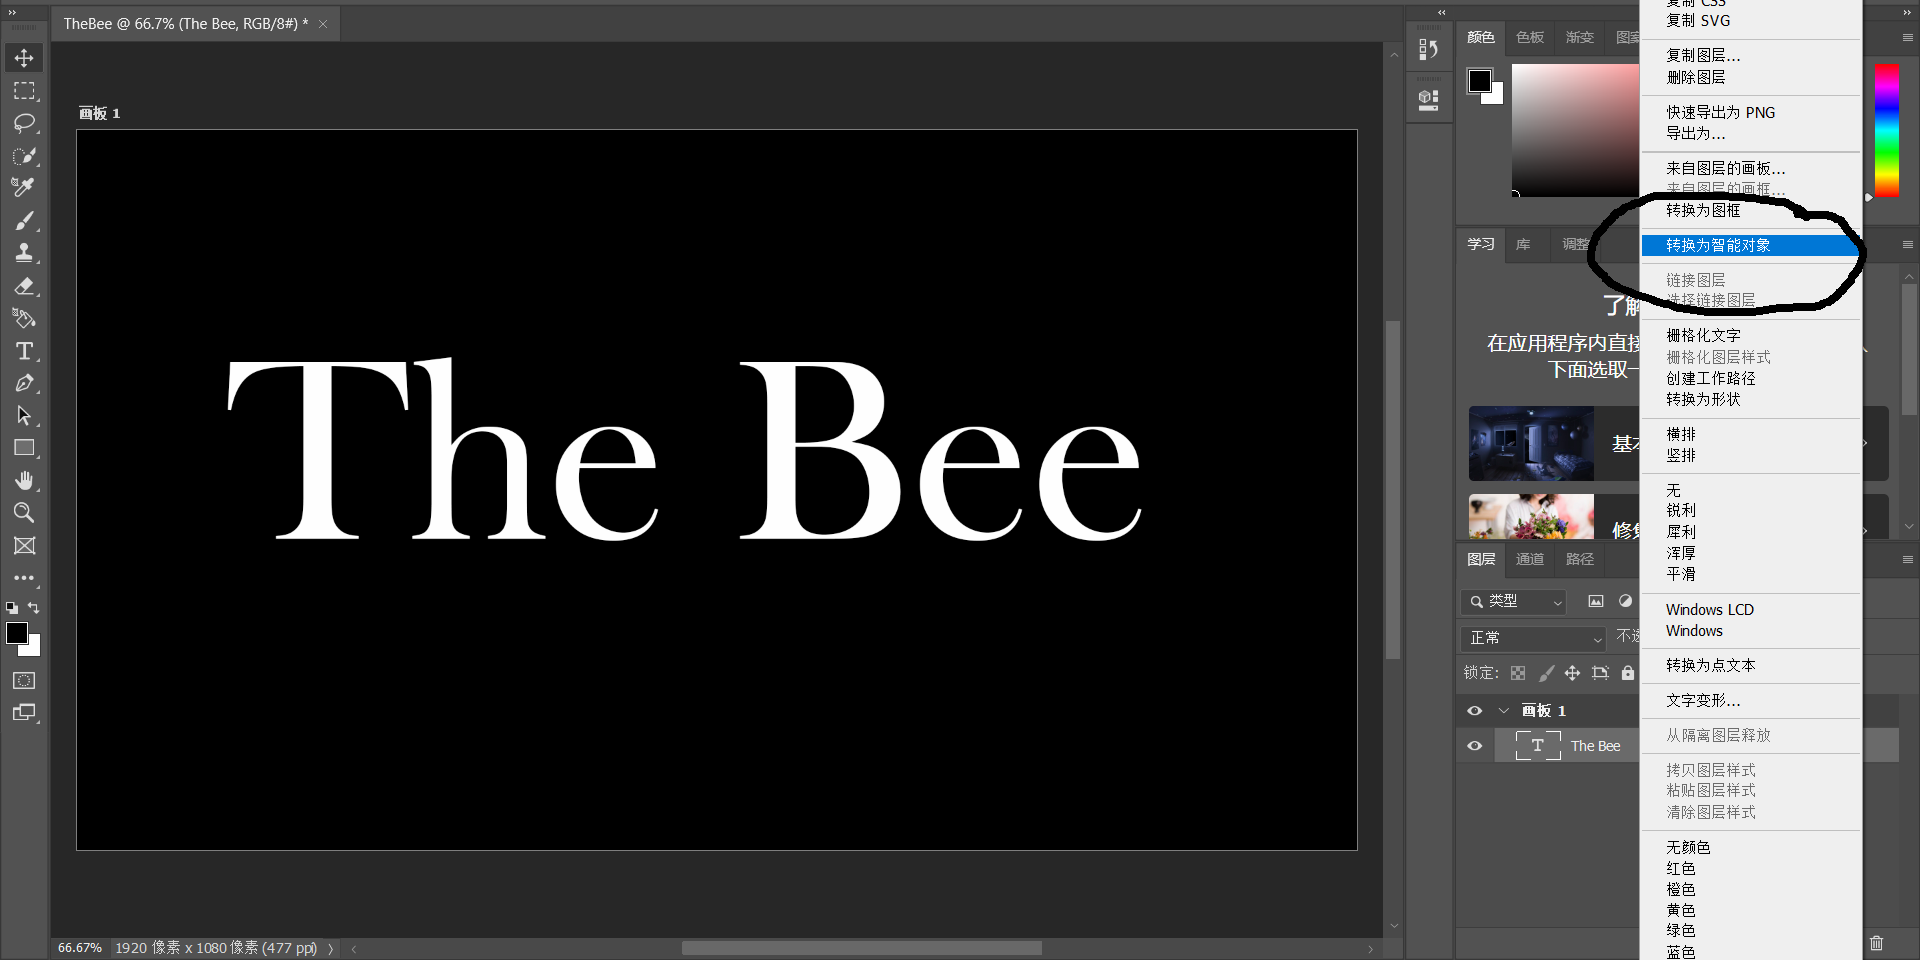 TheBee @ 66.7% (The Bee, RGB/8#) *
画板 1
The Bee
66.67%
1920 像素 x 1080 像素 (477 ppi)
颜色
色板
渐变
图案
学习
库
调整
了解
在应用程序内直接
下面选取一
基本
修复
图层
通道
路径
类型
正常
不透
锁定:
画板 1
T
The Bee
复制 CSS
复制 SVG
复制图层...
删除图层
快速导出为 PNG
导出为...
来自图层的画板...
来自图层的画框...
转换为图框
转换为智能对象
链接图层
选择链接图层
栅格化文字
栅格化图层样式
创建工作路径
转换为形状
横排
竖排
无
锐利
犀利
浑厚
平滑
Windows LCD
Windows
转换为点文本
文字变形...
从隔离图层释放
拷贝图层样式
粘贴图层样式
清除图层样式
无颜色
红色
橙色
黄色
绿色
蓝色